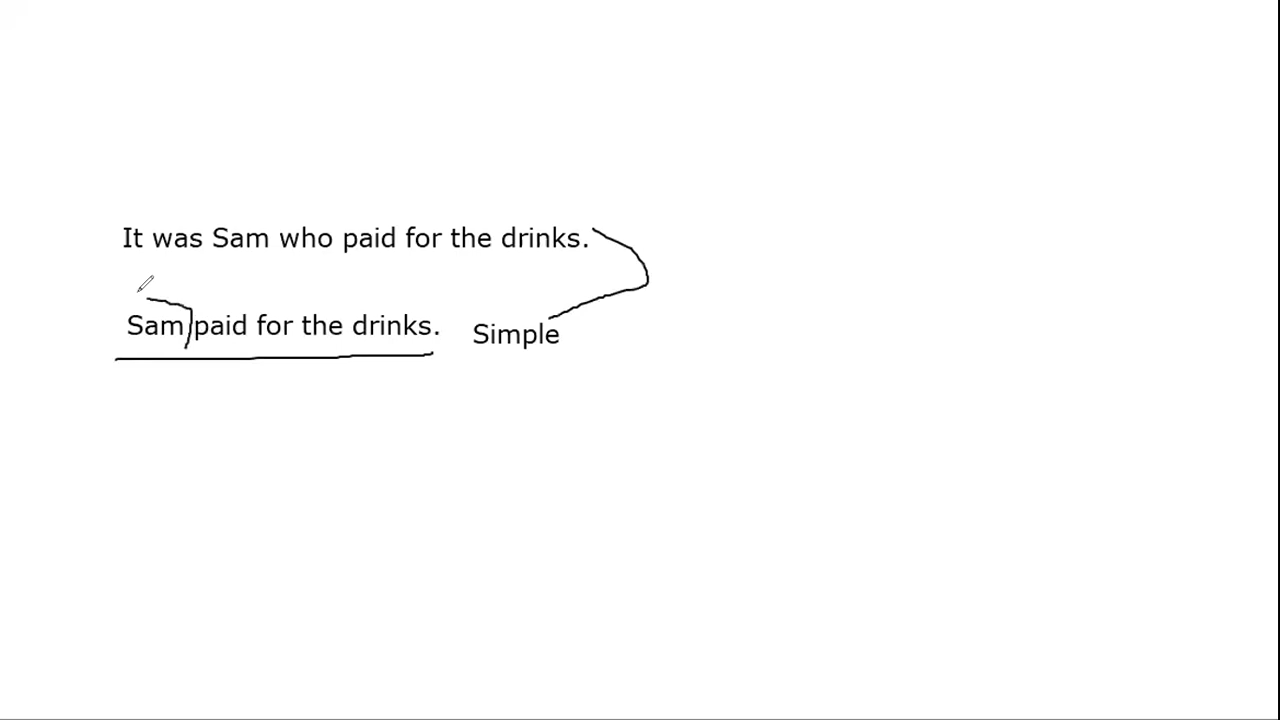 It was Sam who paid for the drinks.
Sam paid for the drinks. Simple